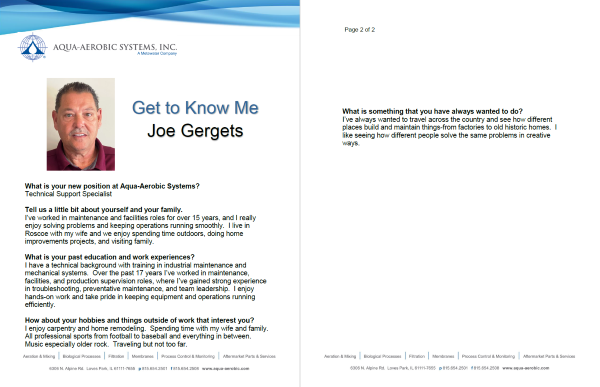 AQUA-AEROBIC SYSTEMS, INC.
A Metawater Company
Get to Know Me
Joe Gergets
What is your new position at Aqua-Aerobic Systems?
Technical Support Specialist
Tell us a little bit about yourself and your family.
I've worked in maintenance and facilities roles for over 15 years, and I really
enjoy solving problems and keeping operations running smoothly. I live in
Roscoe with my wife and we enjoy spending time outdoors, doing home
improvements projects, and visiting family.
What is your past education and work experiences?
I have a technical background with training in industrial maintenance and
mechanical systems. Over the past 17 years I've worked in maintenance,
facilities, and production supervision roles, where I've gained strong experience
in troubleshooting, preventative maintenance, and team leadership. I enjoy
hands-on work and take pride in keeping equipment and operations running
efficiently.
How about your hobbies and things outside of work that interest you?
I enjoy carpentry and home remodeling. Spending time with my wife and family.
All professional sports from football to baseball and everything in between.
Music especially older rock. Traveling but not too far.
Aeration & Mixing | Biological Processes | Filtration | Membranes | Process Control & Monitoring | Aftermarket Parts & Services
6306 N. Alpine Rd. Loves Park, IL 61111-7655 p 815.654.2501 f 815.654.2508 www.aqua-aerobic.com
Page 2 of 2
What is something that you have always wanted to do?
I've always wanted to travel across the country and see how different
places build and maintain things-from factories to old historic homes. I
like seeing how different people solve the same problems in creative
ways.
Aeration & Mixing | Biological Processes | Filtration | Membranes | Process Control & Monitoring | Aftermarket Parts & Services
6306 N. Alpine Rd. Loves Park, IL 61111-7655 p 815.654.2501 f 815.654.2508 www.aqua-aerobic.com